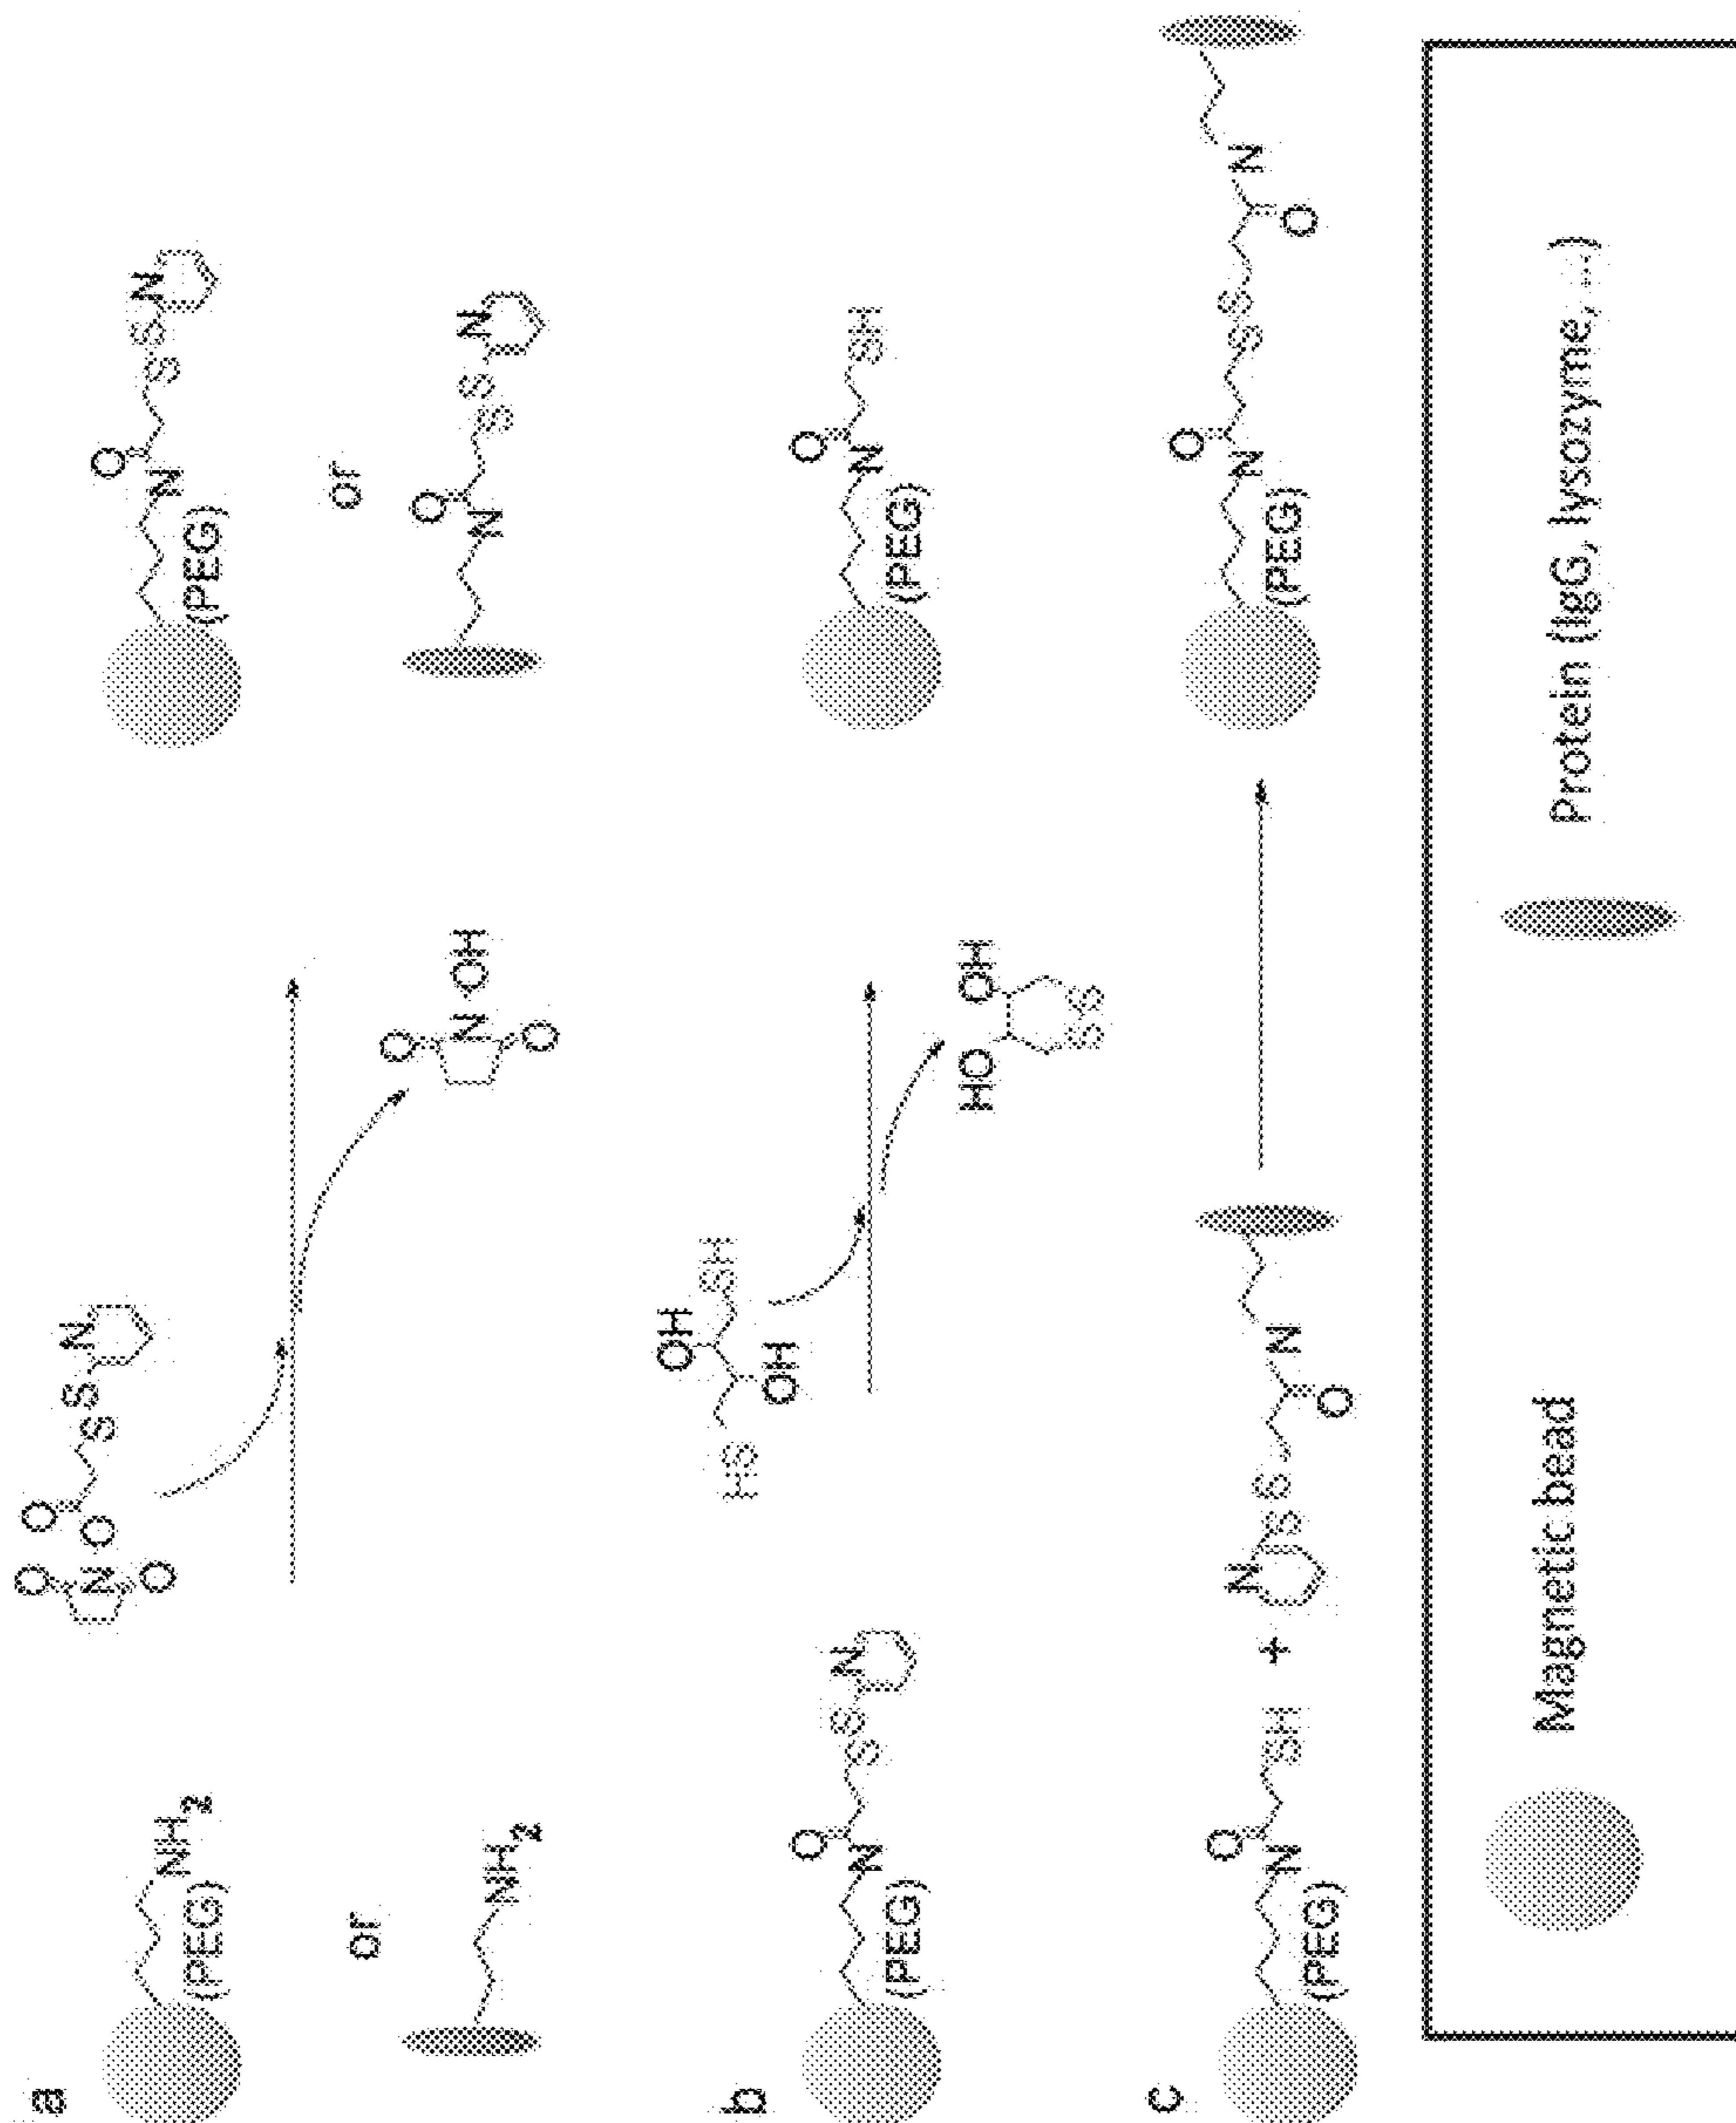 a
NH2
(PEG)
or
NH2
O
O
N
O
O
S
S
N
O
N
OH
O
O
N
S
S
N
(PEG)
or
O
N
S
S
N
b
O
N
S
S
N
(PEG)
HS
OH
OH
SH
HO
OH
S
S
O
N
SH
(PEG)
c
O
N
SH
(PEG)
+
N
S
S
O
N
O
N
S
S
O
N
(PEG)
Magnetic bead
Protein (IgG, lysozyme, ...)